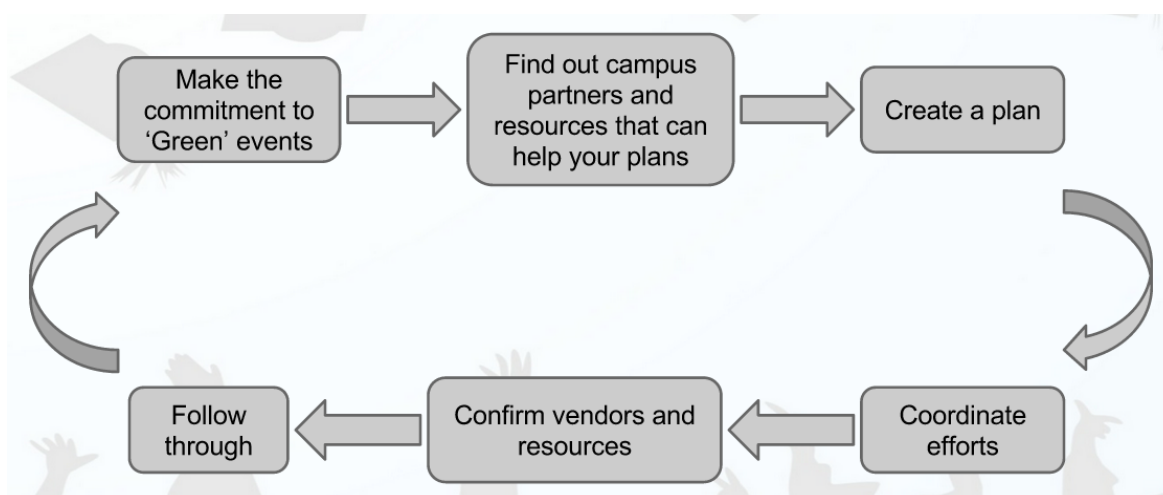 Make the
commitment to
‘Green’ events
Find out campus
partners and
resources that can
help your plans
Create a plan
Coordinate
efforts
Confirm vendors and
resources
Follow
through